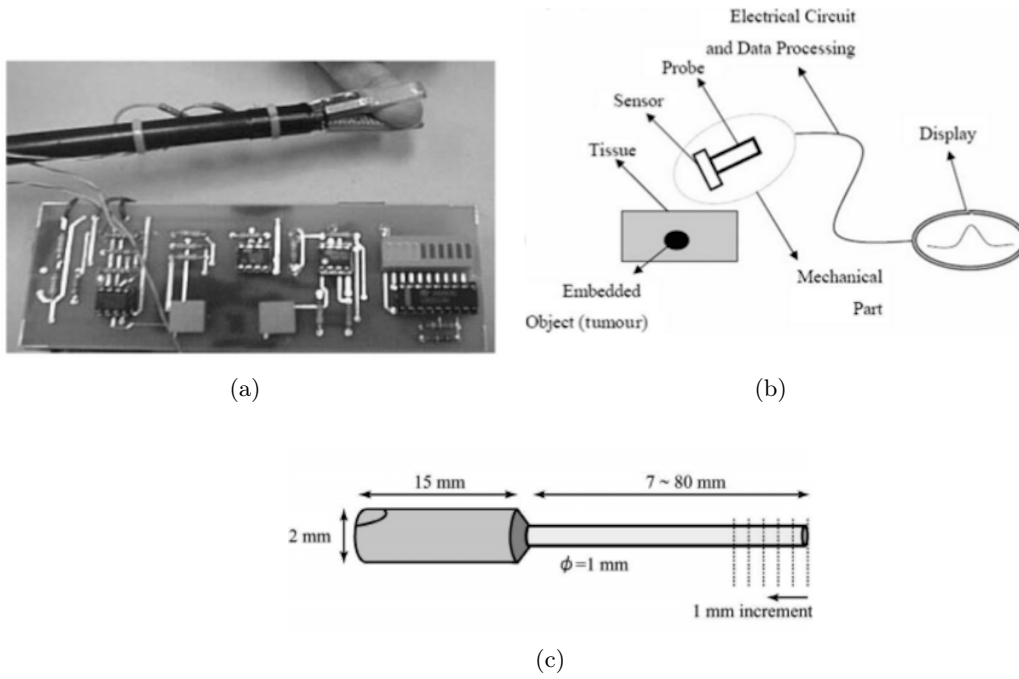 Electrical Circuit
and Data Processing
Probe
Sensor
Tissue
Display
Embedded
Object (tumour)
Mechanical
Part
(a)
(b)
15 mm
7 ~ 80 mm
2 mm
ϕ=1 mm
1 mm increment
(c)